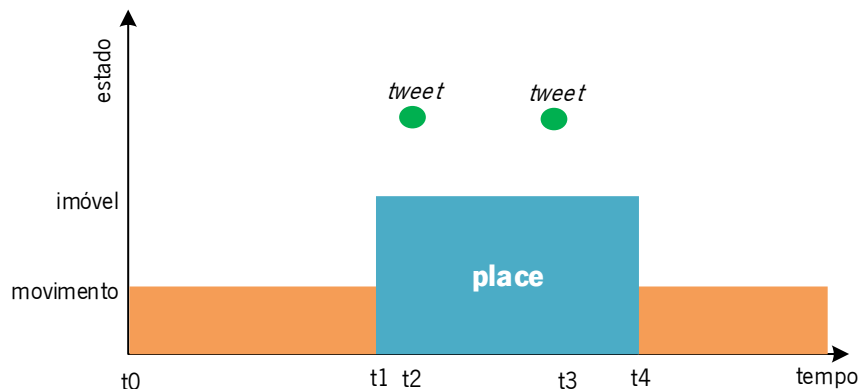 estado
tweet tweet
imóvel
place
movimento
t0 t1 t2 t3 t4 tempo